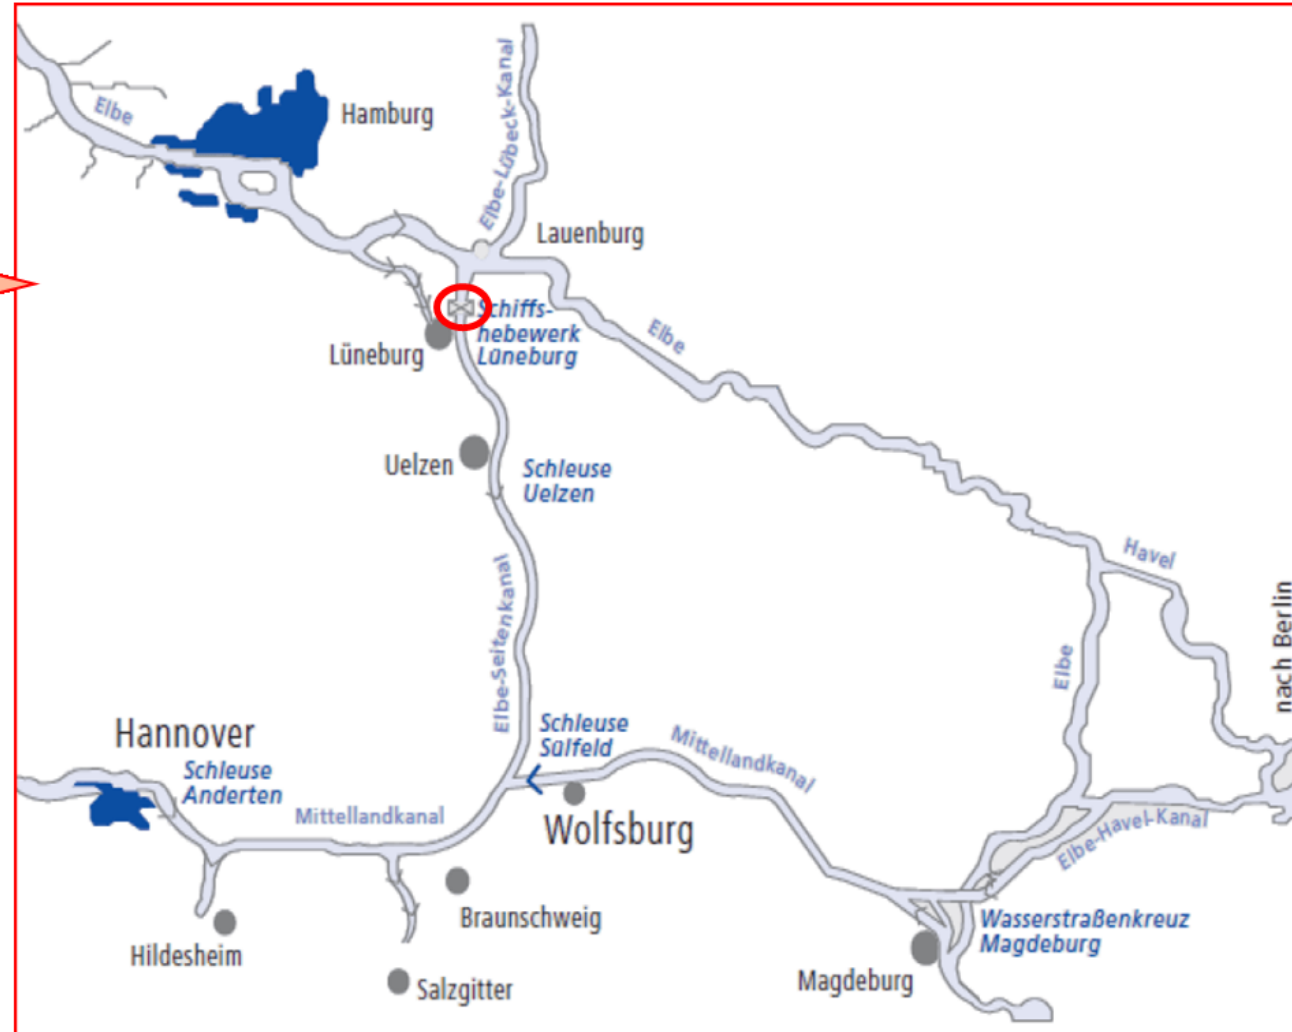 Elbe
Hamburg
Elbe-Lübeck-Kanal
Lauenburg
Schiffs-
hebewerk
Lüneburg
Lüneburg
Elbe
Uelzen
Schleuse
Uelzen
Havel
nach Berlin
Elbe-Seitenkanal
Elbe
Hannover
Schleuse
Anderten
Schleuse
Sülfeld
Mittellandkanal
Mittellandkanal
Wolfsburg
Elbe-Havel-Kanal
Braunschweig
Wasserstraßenkreuz
Magdeburg
Hildesheim
Salzgitter
Magdeburg